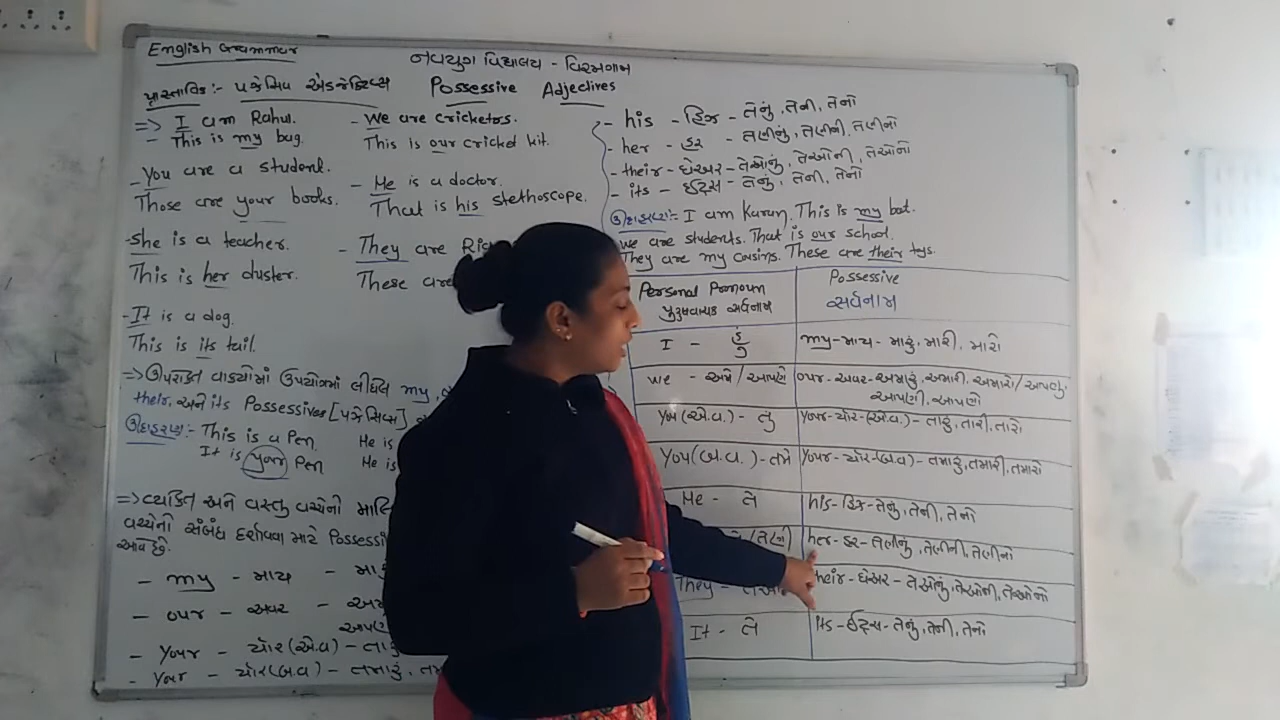 English Grammar
નવયુગ વિદ્યાલય - વિરમગામ
પ્રાસ્તાવિક :- પઝેસિવ એડજેક્ટિવ્સ Possessive Adjectives
=> I am Rahul.
- This is my bag.
- You are a student.
Those are your books.
- She is a teacher.
This is her duster.
- It is a dog.
This is its tail.
- We are cricketers.
This is our cricket kit.
- He is a doctor.
That is his stethoscope.
- They are
These are
=> ઉપરોક્ત વાક્યોમાં ઉપયોગમાં લીધેલ my,
their, અને its Possessives [પઝેસિવ્સ]
ઉદાહરણ :- This is a Pen. He is
It is your Pen He is
=> વ્યક્તિ અને વસ્તુ વચ્ચેનો
વચ્ચેનો સંબંધ દર્શાવવા માટે
આવે છે.
- my - માય -
- our - અવર -
- Your - યોર (એ.વ) -
- Your - યોર (બ.વ) - તમારું,
- his - હિઝ - તેનું, તેની, તેનો
- her - હર - તેણીનું, તેણીની, તેણીનો
- their - ધેઅર - તેઓનું, તેઓની, તેઓનો
- its - ઈટ્સ - તેનું, તેની, તેનો
ઉદાહરણ :- I am Karan. This is my bat.
We are students. That is our school.
They are my cousins. These are their toys.
Personal Pronoun Possessive
પુરુષવાચક સર્વનામ સર્વનામ
I - હું my - માય - મારું, મારી, મારો
We - અમે / આપણે our - અવર - અમારું, અમારી, અમારો / આપણું,
આપણી, આપણો
You (એ.વ.) - તું Your - યોર - (એ.વ.) - તારું, તારી, તારો
You (બ.વ.) - તમે Your - યોર - (બ.વ) - તમારું, તમારી, તમારો
He - તે his - હિઝ - તેનું, તેની, તેનો
her - હર - તેણીનું, તેણીની, તેણીનો
They - their - ધેઅર - તેઓનું, તેઓની, તેઓનો
It - તે its - ઈટ્સ - તેનું, તેની, તેનો